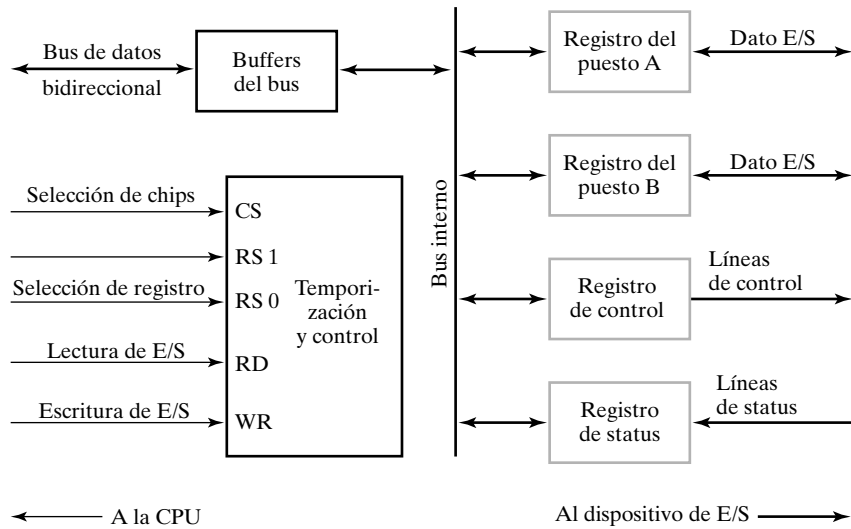 Bus de datos
bidireccional
Buffers
del bus
Bus interno
Registro del
puesto A
Dato E/S
Registro del
puesto B
Dato E/S
Selección de chips
CS
RS 1
Selección de registro
RS 0
Lectura de E/S
RD
Escritura de E/S
WR
Tempori-
zación
y control
Registro
de control
Líneas
de control
Registro
de status
Líneas
de status
A la CPU
Al dispositivo de E/S